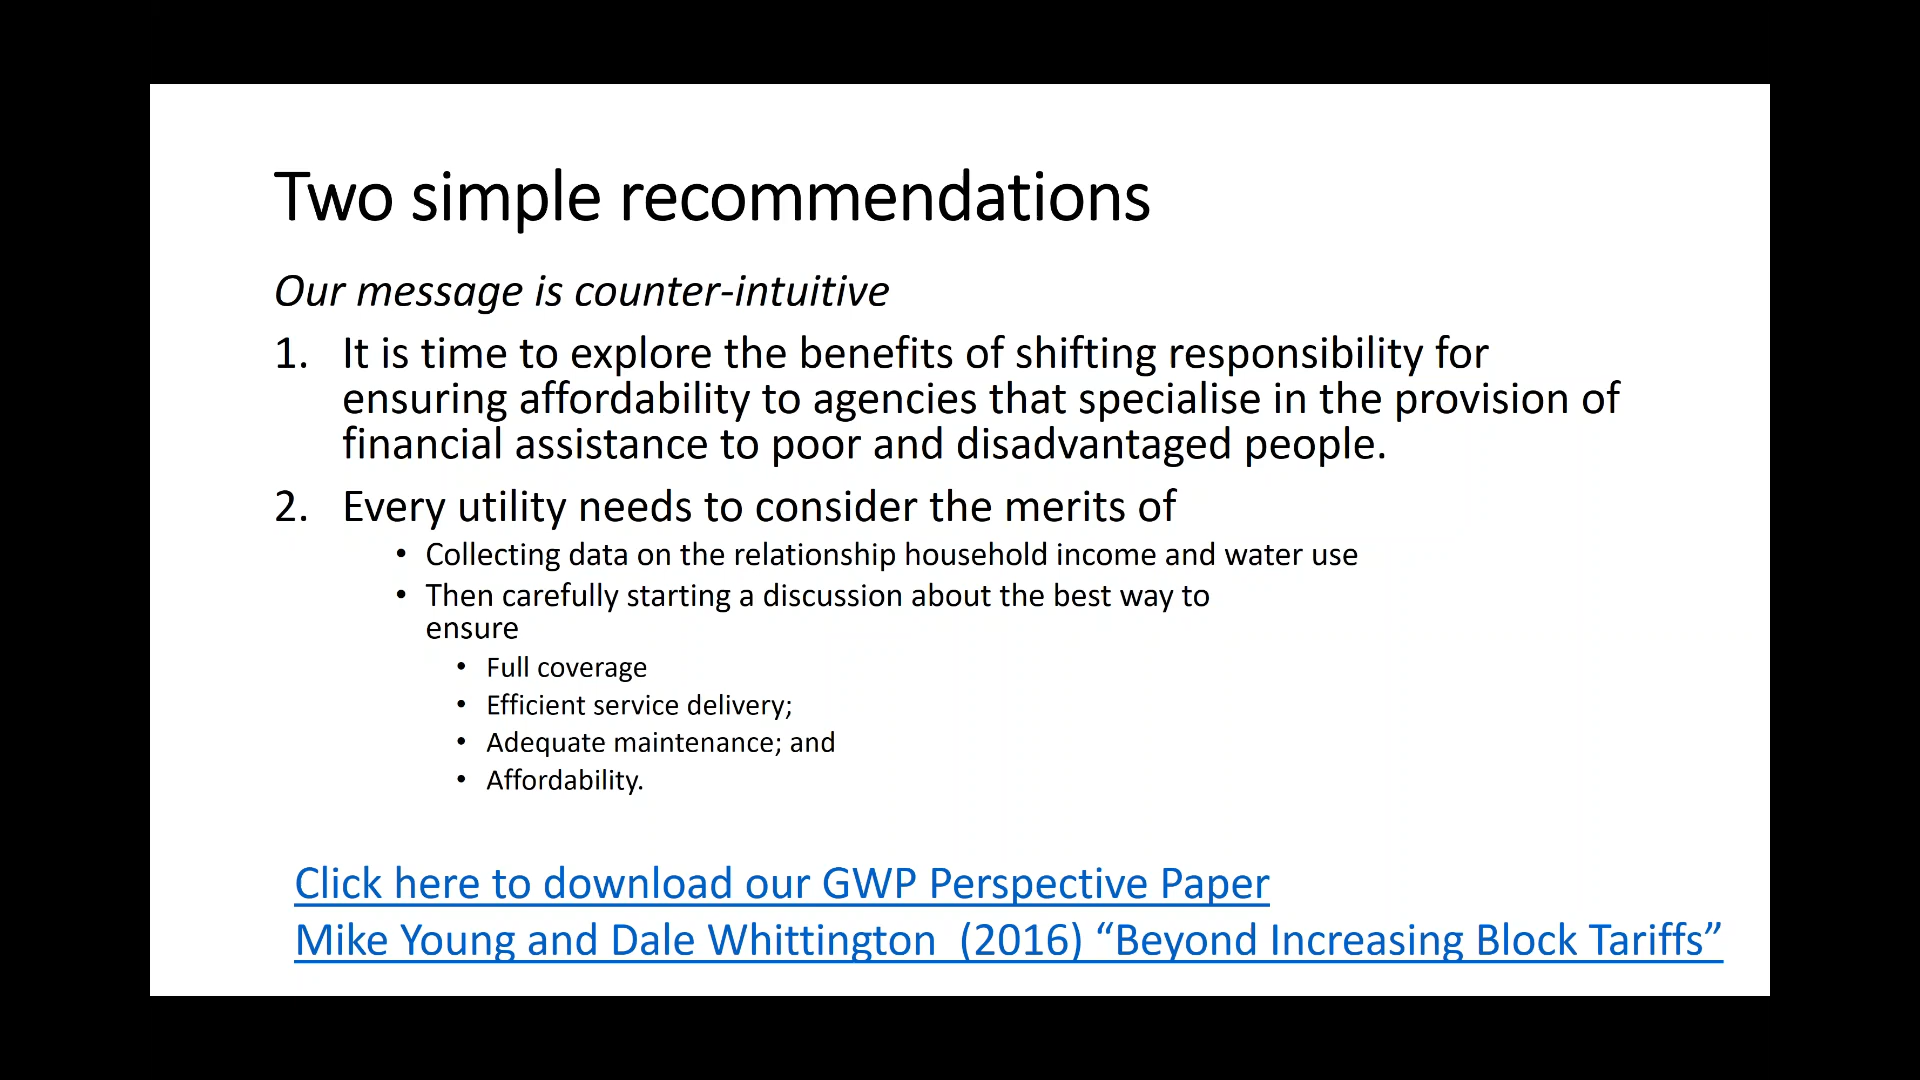 Two simple recommendations
Our message is counter-intuitive
1. It is time to explore the benefits of shifting responsibility for
ensuring affordability to agencies that specialise in the provision of
financial assistance to poor and disadvantaged people.
2. Every utility needs to consider the merits of
• Collecting data on the relationship household income and water use
• Then carefully starting a discussion about the best way to
ensure
• Full coverage
• Efficient service delivery;
• Adequate maintenance; and
• Affordability.
Click here to download our GWP Perspective Paper
Mike Young and Dale Whittington (2016) “Beyond Increasing Block Tariffs”